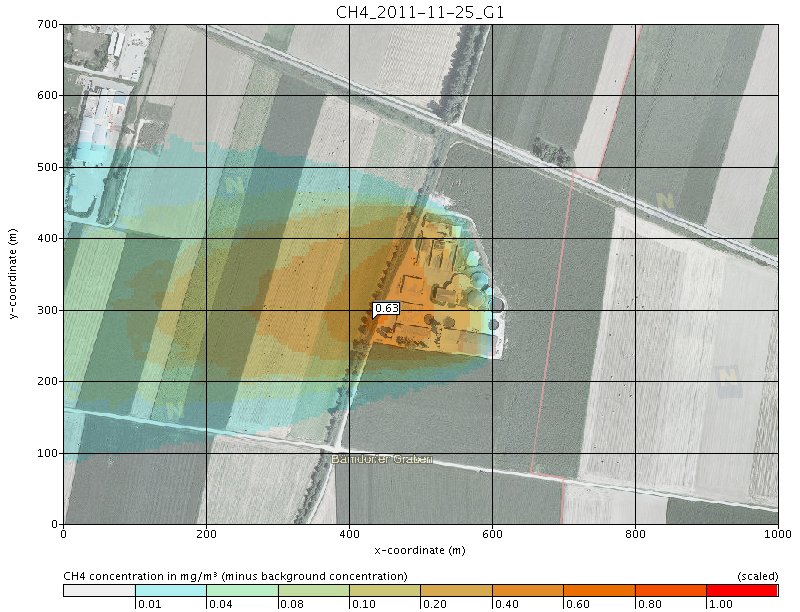 CH4_2011-11-25_G1
700
600
500
400
300
200
100
0
y-coordinate (m)
0.63
0 200 400 600 800 1000
x-coordinate (m)
CH4 concentration in mg/m³ (minus background concentration) (scaled)
0.01 0.04 0.08 0.10 0.20 0.40 0.60 0.80 1.00